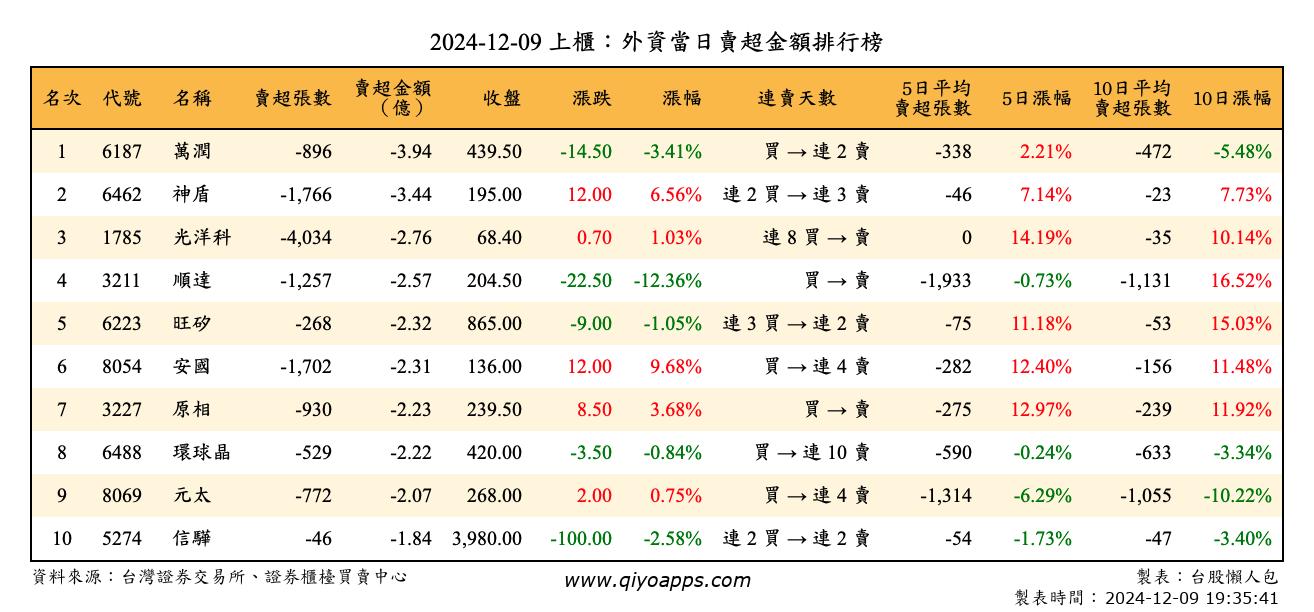 2024-12-09 上櫃：外資當日賣超金額排行榜
名次 代號 名稱 賣超張數 賣超金額（億） 收盤 漲跌 漲幅 連賣天數 5日平均賣超張數 5日漲幅 10日平均賣超張數 10日漲幅
1 6187 萬潤 -896 -3.94 439.50 -14.50 -3.41% 買 → 連 2 賣 -338 2.21% -472 -5.48%
2 6462 神盾 -1,766 -3.44 195.00 12.00 6.56% 連 2 買 → 連 3 賣 -46 7.14% -23 7.73%
3 1785 光洋科 -4,034 -2.76 68.40 0.70 1.03% 連 8 買 → 賣 0 14.19% -35 10.14%
4 3211 順達 -1,257 -2.57 204.50 -22.50 -12.36% 買 → 賣 -1,933 -0.73% -1,131 16.52%
5 6223 旺矽 -268 -2.32 865.00 -9.00 -1.05% 連 3 買 → 連 2 賣 -75 11.18% -53 15.03%
6 8054 安國 -1,702 -2.31 136.00 12.00 9.68% 買 → 連 4 賣 -282 12.40% -156 11.48%
7 3227 原相 -930 -2.23 239.50 8.50 3.68% 買 → 賣 -275 12.97% -239 11.92%
8 6488 環球晶 -529 -2.22 420.00 -3.50 -0.84% 買 → 連 10 賣 -590 -0.24% -633 -3.34%
9 8069 元太 -772 -2.07 268.00 2.00 0.75% 買 → 連 4 賣 -1,314 -6.29% -1,055 -10.22%
10 5274 信驊 -46 -1.84 3,980.00 -100.00 -2.58% 連 2 買 → 連 2 賣 -54 -1.73% -47 -3.40%
資料來源：台灣證券交易所、證券櫃檯買賣中心 www.qiyoapps.com 製表：台股懶人包
製表時間：2024-12-09 19:35:41